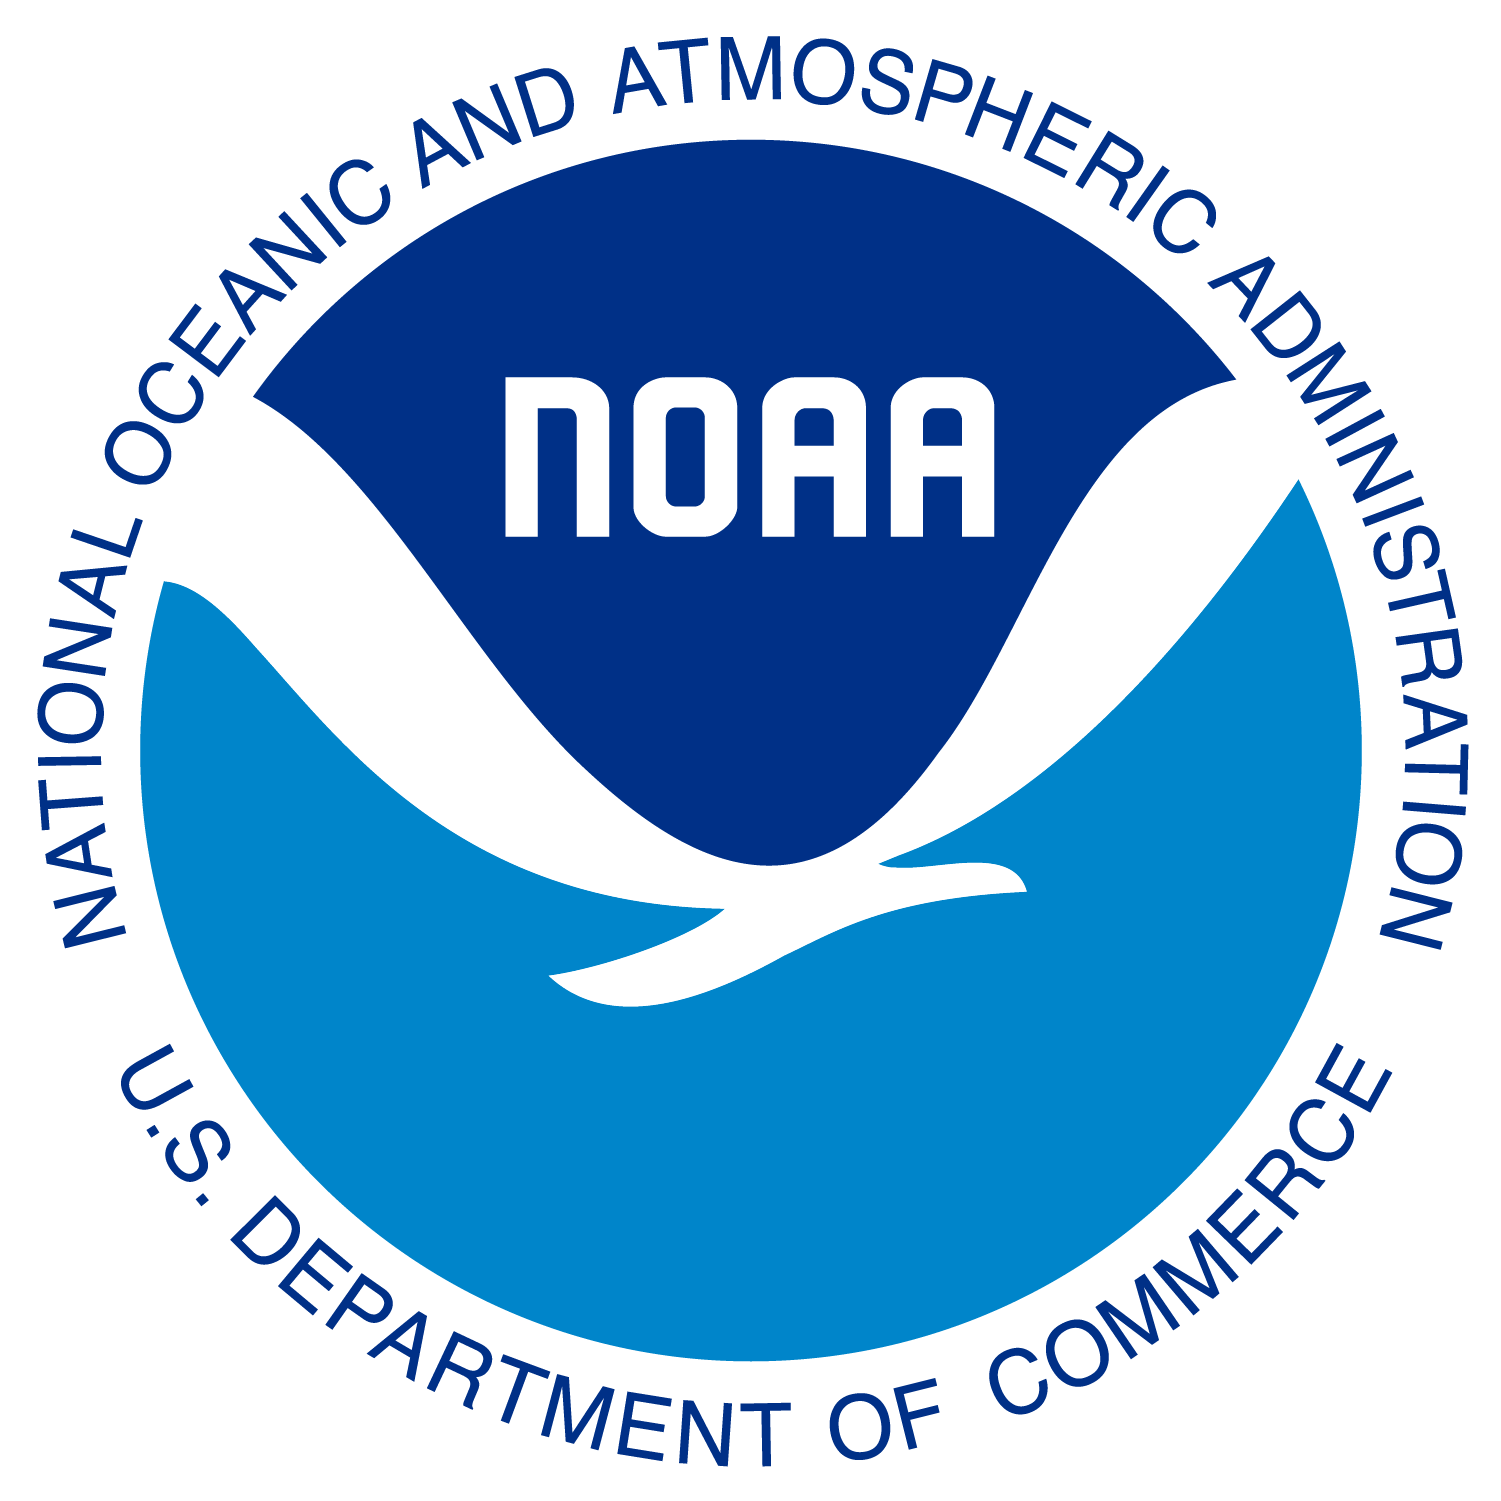 NATIONAL OCEANIC AND ATMOSPHERIC ADMINISTRATION
NOAA
U.S. DEPARTMENT OF COMMERCE